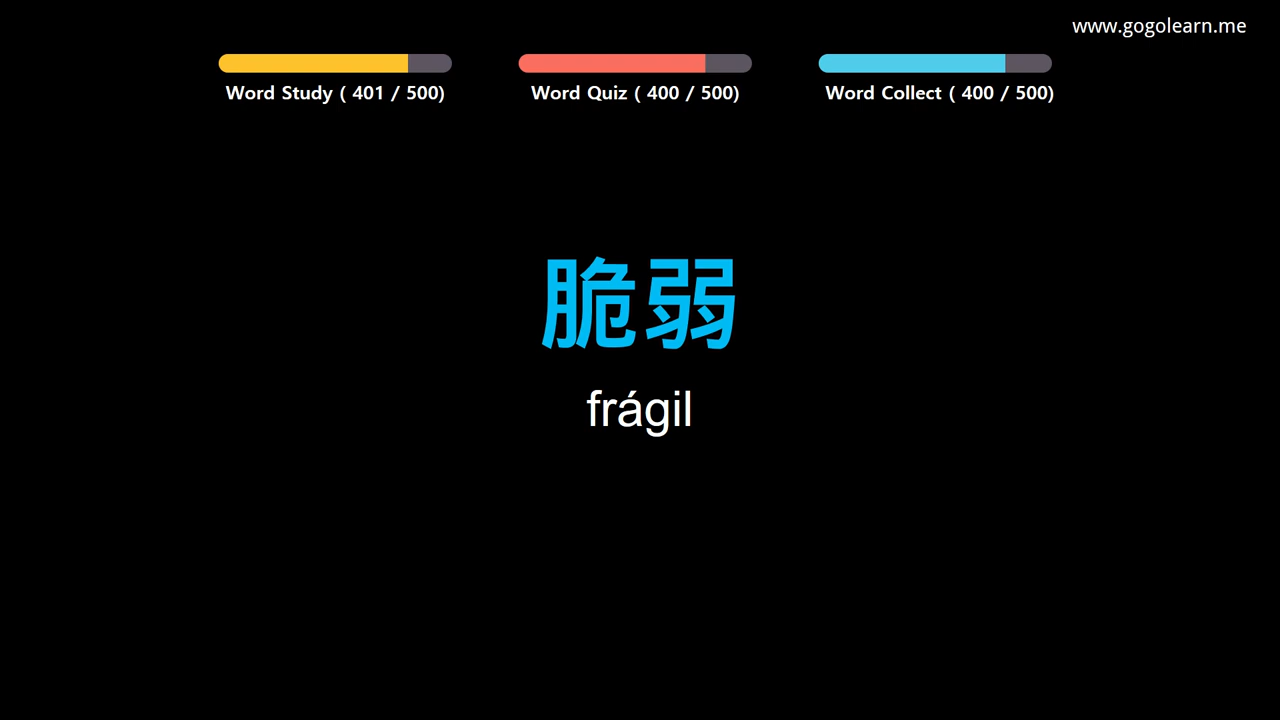 www.gogolearn.me
Word Study ( 401 / 500)
Word Quiz ( 400 / 500)
Word Collect ( 400 / 500)
脆弱
frágil